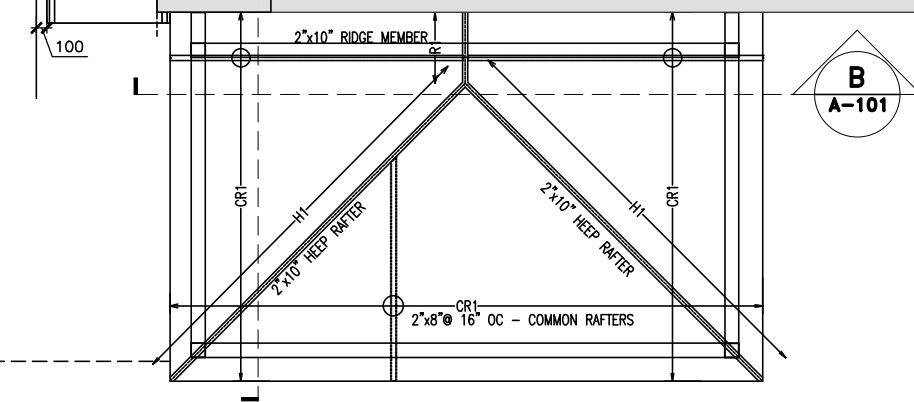 100
2"x10" RIDGE MEMBER
R1
B
A-101
CR1
CR1
H1
H1
2"x10" HEEP RAFTER
2"x10" HEEP RAFTER
CR1
2"x8"@ 16" OC - COMMON RAFTERS